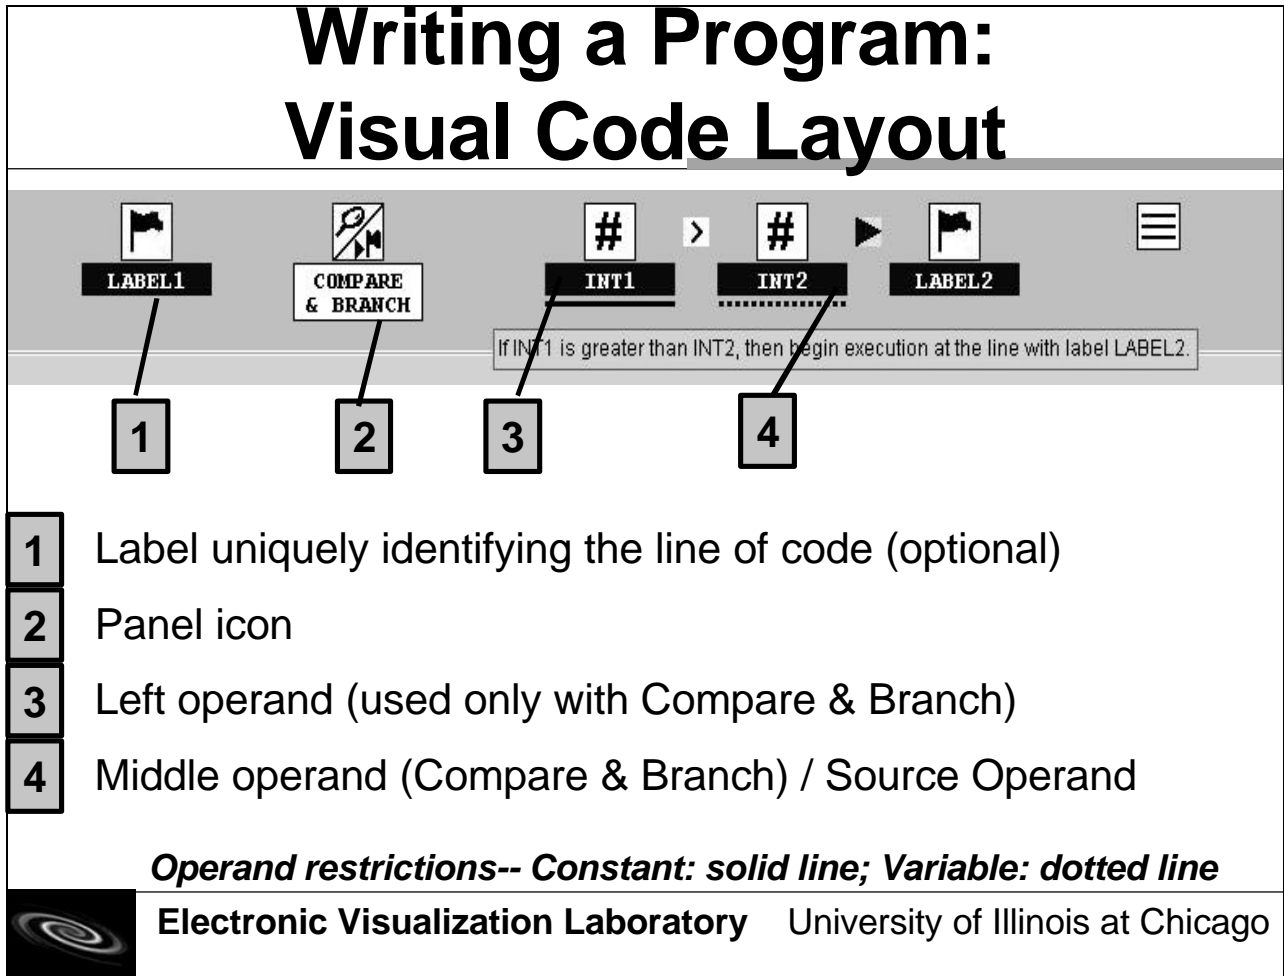 Writing a Program:
Visual Code Layout
# > #
LABEL1 COMPARE & BRANCH INT1 INT2 LABEL2
If INT1 is greater than INT2, then begin execution at the line with label LABEL2.
1 2 3 4
1 Label uniquely identifying the line of code (optional)
2 Panel icon
3 Left operand (used only with Compare & Branch)
4 Middle operand (Compare & Branch) / Source Operand
Operand restrictions-- Constant: solid line; Variable: dotted line
Electronic Visualization Laboratory University of Illinois at Chicago